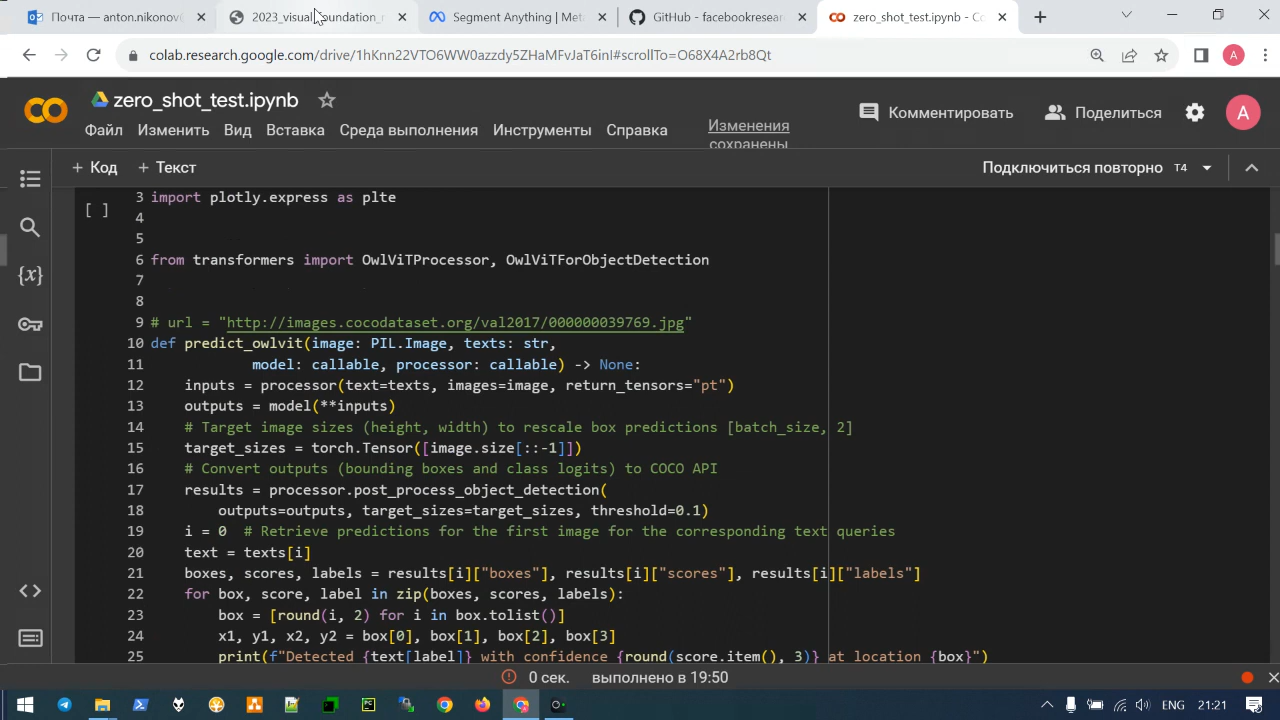 Почта — anton.nikonovi
2023_visual_foundation_
Segment Anything | Meta
GitHub - facebookresear
zero_shot_test.ipynb - Co
colab.research.google.com/drive/1hKnn22VTO6WW0azzdy5ZHaMFvJaT6inI#scrollTo=O68X4A2rb8Qt
A
zero_shot_test.ipynb
Комментировать
Поделиться
A
Файл Изменить Вид Вставка Среда выполнения Инструменты Справка
Изменения
сохранены
+ Код + Текст
Подключиться повторно T4
[ ]
3 import plotly.express as plte
4
5
6 from transformers import OwlViTProcessor, OwlViTForObjectDetection
7
8
9 # url = "http://images.cocodataset.org/val2017/000000039769.jpg"
10 def predict_owlvit(image: PIL.Image, texts: str,
11 model: callable, processor: callable) -> None:
12 inputs = processor(text=texts, images=image, return_tensors="pt")
13 outputs = model(**inputs)
14 # Target image sizes (height, width) to rescale box predictions [batch_size, 2]
15 target_sizes = torch.Tensor([image.size[::-1]])
16 # Convert outputs (bounding boxes and class logits) to COCO API
17 results = processor.post_process_object_detection(
18 outputs=outputs, target_sizes=target_sizes, threshold=0.1)
19 i = 0 # Retrieve predictions for the first image for the corresponding text queries
20 text = texts[i]
21 boxes, scores, labels = results[i]["boxes"], results[i]["scores"], results[i]["labels"]
22 for box, score, label in zip(boxes, scores, labels):
23 box = [round(i, 2) for i in box.tolist()]
24 x1, y1, x2, y2 = box[0], box[1], box[2], box[3]
25 print(f"Detected {text[label]} with confidence {round(score.item(), 3)} at location {box}")
{x}
0 сек. выполнено в 19:50
ENG 21:21